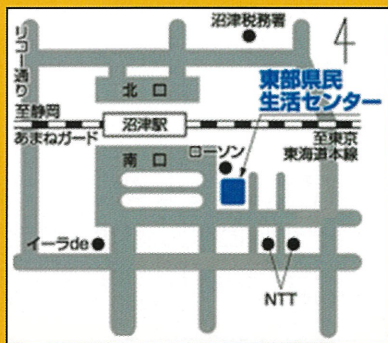 沼津税務署
リコー通り
北口
東部県民
生活センター
至静岡
沼津駅
あまねガード
至東京
東海道本線
南口
ローソン
イーラde
NTT